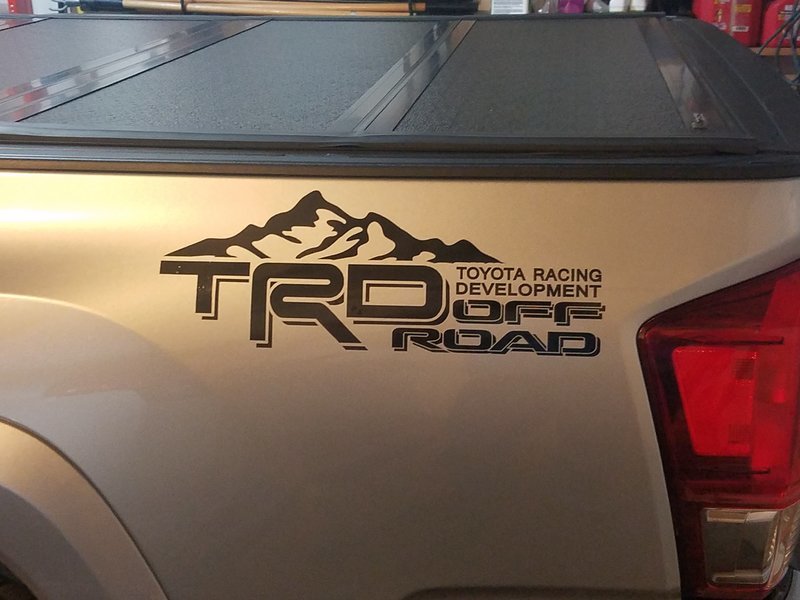 TRD
TOYOTA RACING
DEVELOPMENT
OFF
ROAD